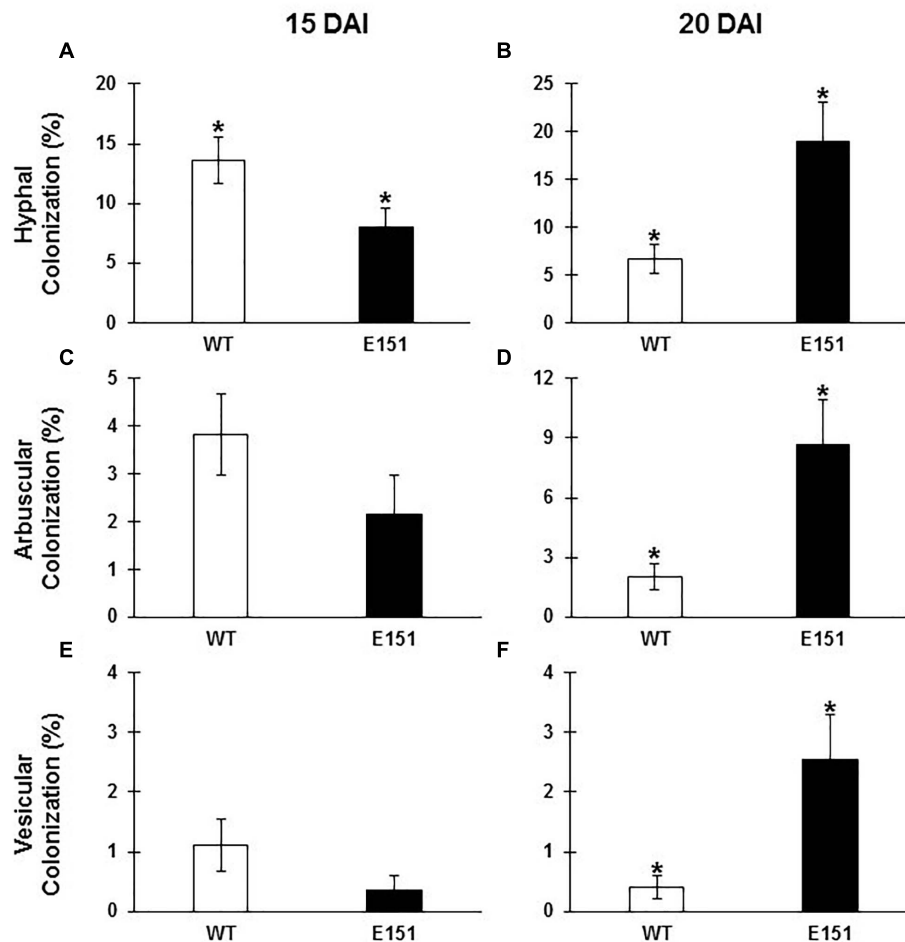 15 DAI
20 DAI
A
Hyphal
Colonization (%)
20
15
10
5
0
*
*
WT
E151
B
25
20
15
10
5
0
*
*
WT
E151
C
Arbuscular
Colonization (%)
5
4
3
2
1
0
WT
E151
D
12
9
6
3
0
*
*
WT
E151
E
Vesicular
Colonization (%)
4
3
2
1
0
WT
E151
F
4
3
2
1
0
*
*
WT
E151